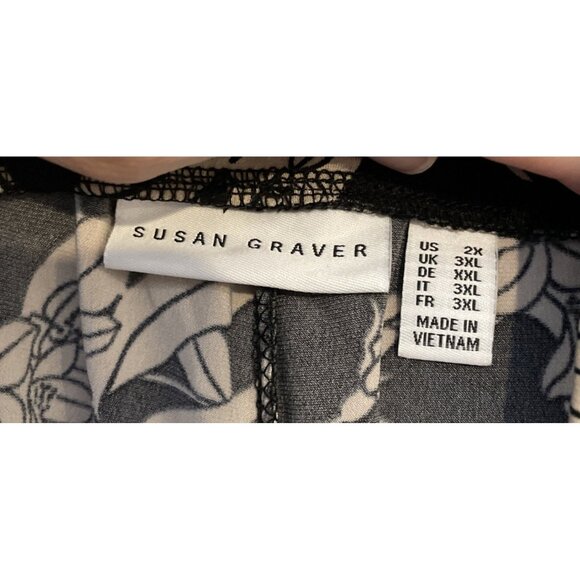 SUSAN GRAVER
US 2X
UK 3XL
DE XXL
IT 3XL
FR 3XL
MADE IN
VIETNAM